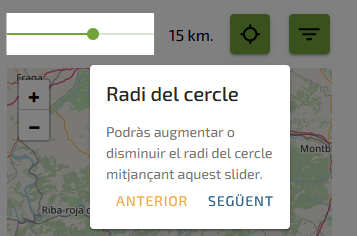 15 km.
Fraga
+
−
Radi del cercle
Podràs augmentar o
disminuir el radi del cercle
mitjançant aquest slider.
ANTERIOR SEGÜENT
Montb
Riba-roja d